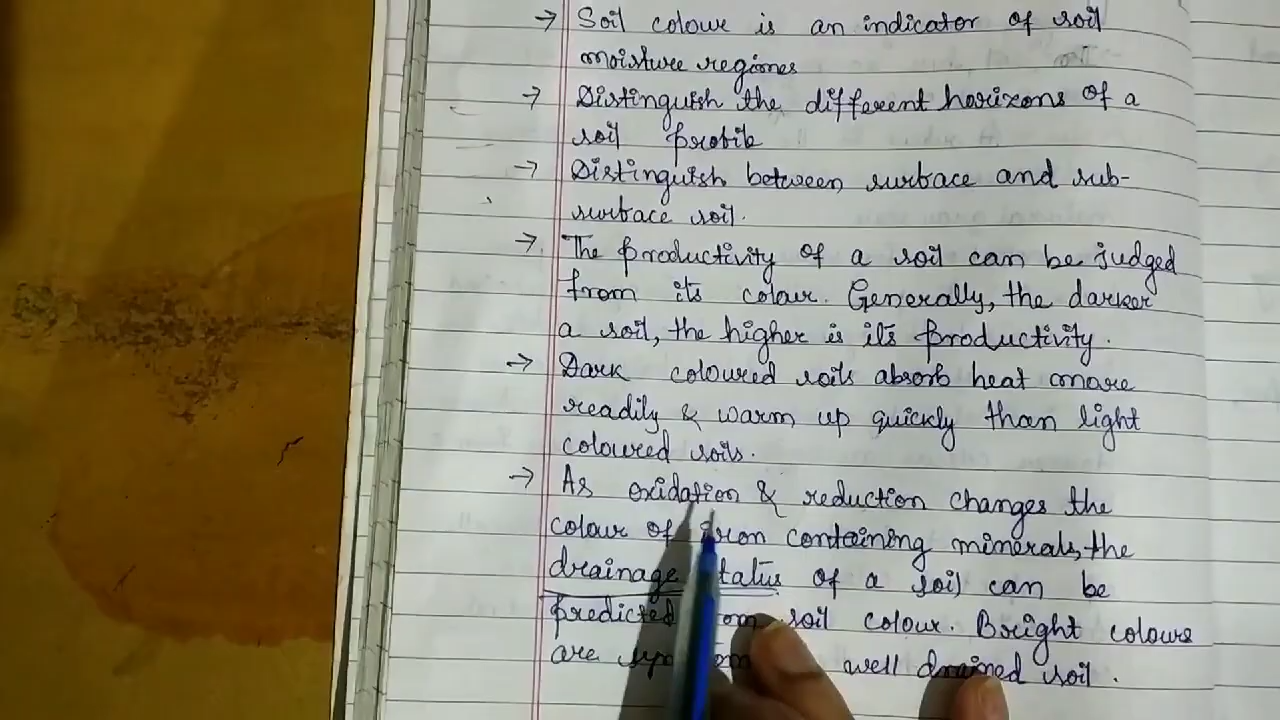 → Soil colour is an indicator of soil
moisture regimes
→ Distinguish the different horizons of a
soil profile
→ Distinguish between surface and sub-
surface soil.
→ The productivity of a soil can be judged
from its colour. Generally, the darker
a soil, the higher is its productivity.
→ Dark coloured soils absorb heat more
readily & warm up quickly than light
coloured soils.
→ As oxidation & reduction changes the
colour of iron containing minerals, the
drainage status of a soil can be
predicted from soil colour. Bright colours
are well drained soil.